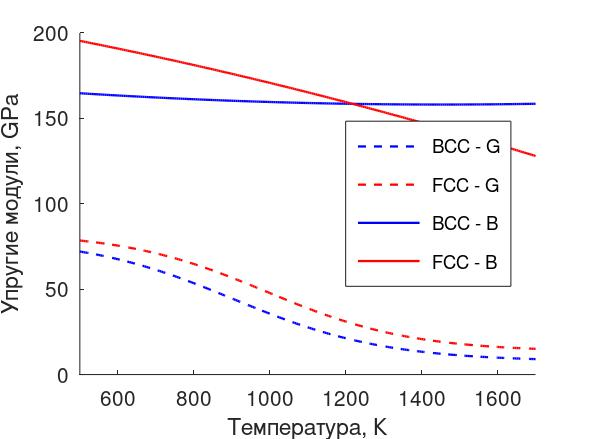 200
150
100
50
0
Упругие модули, GPa
BCC - G
FCC - G
BCC - B
FCC - B
600 800 1000 1200 1400 1600
Температура, К